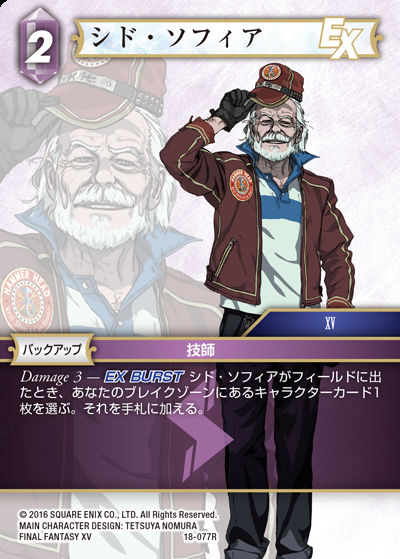 2
シド・ソフィア
EX
HAMMER HEAD
XV
バックアップ
技師
Damage 3 — EX BURST シド・ソフィアがフィールドに出
たとき、あなたのブレイクゾーンにあるキャラクターカード1
枚を選ぶ。それを手札に加える。
© 2016 SQUARE ENIX CO., LTD. All Rights Reserved.
MAIN CHARACTER DESIGN: TETSUYA NOMURA
FINAL FANTASY XV
18-077R